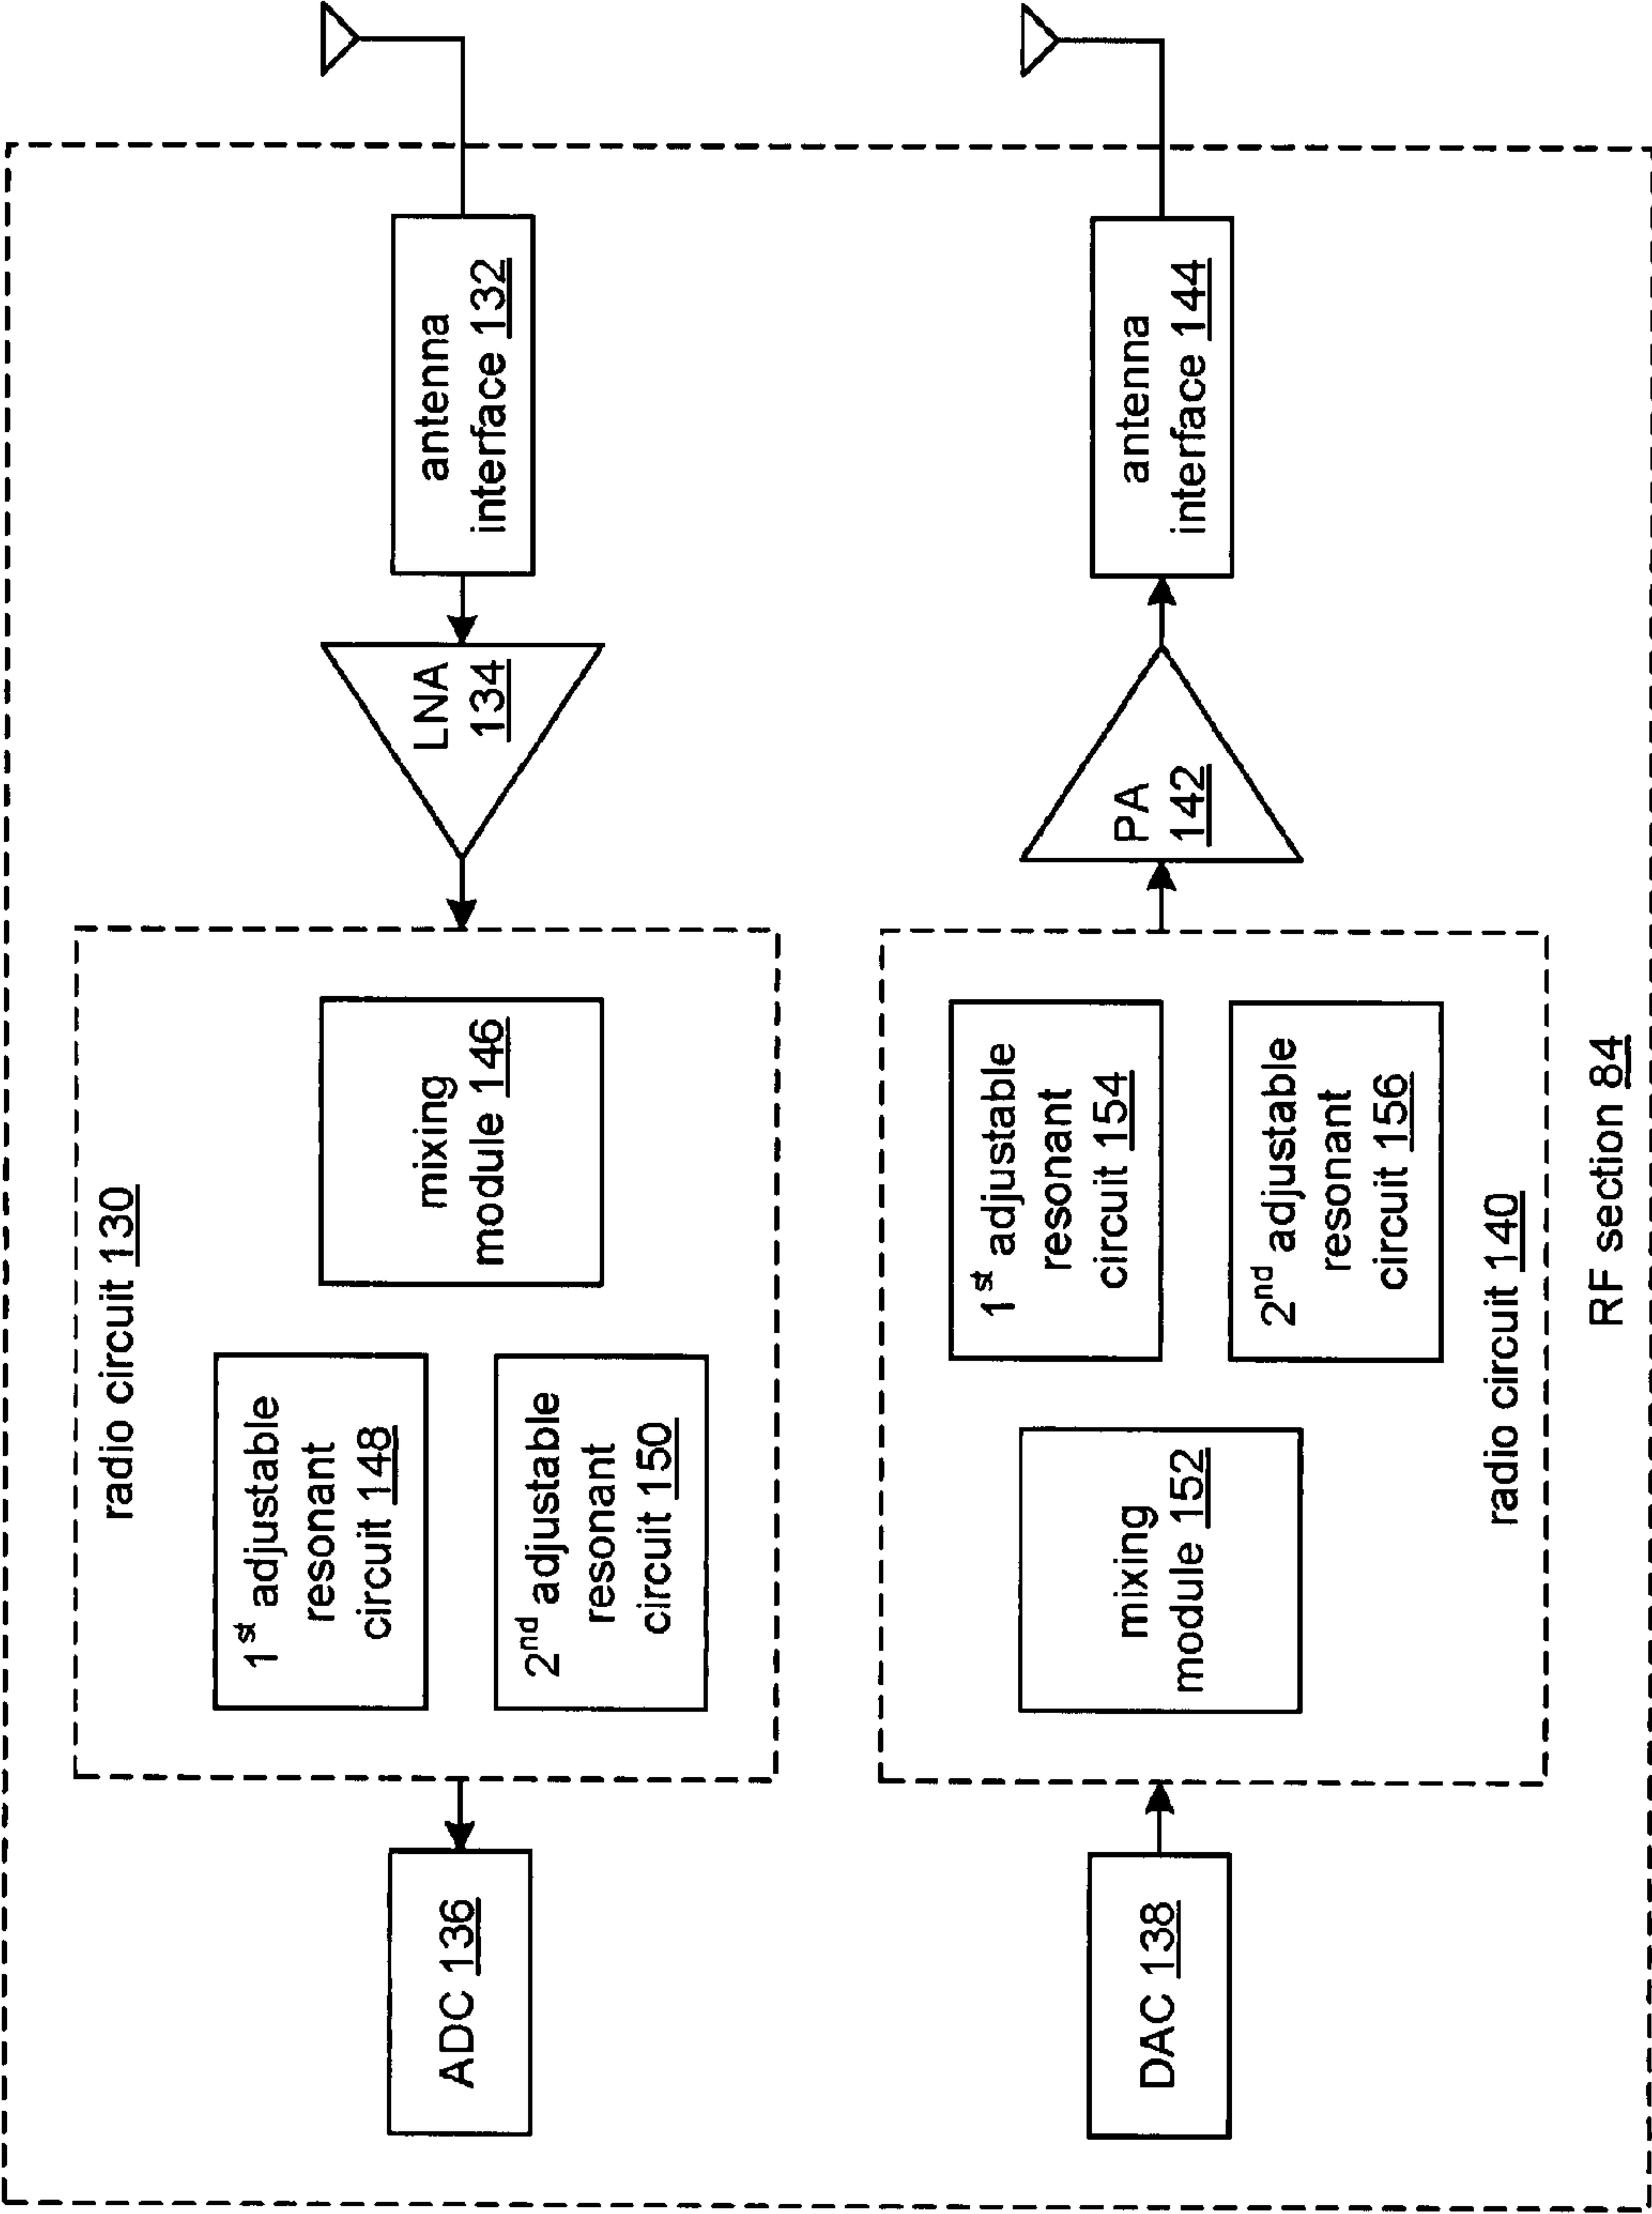 radio circuit 130
ADC 136
1st adjustable
resonant
circuit 148
2nd adjustable
resonant
circuit 150
mixing
module 146
LNA
134
antenna
interface 132
DAC 138
mixing
module 152
1st adjustable
resonant
circuit 154
2nd adjustable
resonant
circuit 156
PA
142
antenna
interface 144
radio circuit 140
RF section 84